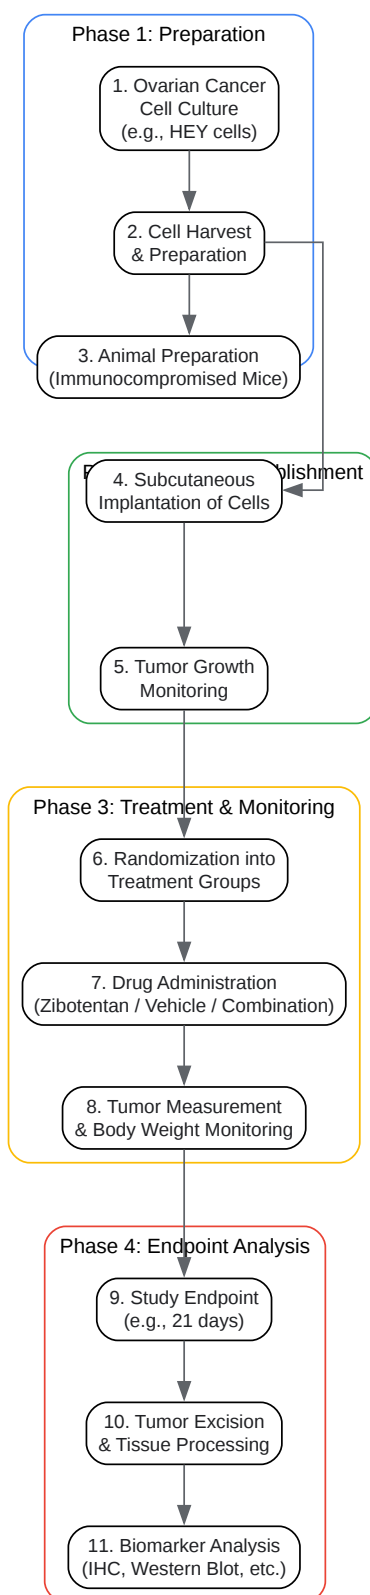 Phase 1: Preparation
1. Ovarian Cancer
Cell Culture
(e.g., HEY cells)
2. Cell Harvest
& Preparation
3. Animal Preparation
(Immunocompromised Mice)
4. Subcutaneous
Implantation of Cells
5. Tumor Growth
Monitoring
Phase 3: Treatment & Monitoring
6. Randomization into
Treatment Groups
7. Drug Administration
(Zibotentan / Vehicle / Combination)
8. Tumor Measurement
& Body Weight Monitoring
Phase 4: Endpoint Analysis
9. Study Endpoint
(e.g., 21 days)
10. Tumor Excision
& Tissue Processing
11. Biomarker Analysis
(IHC, Western Blot, etc.)